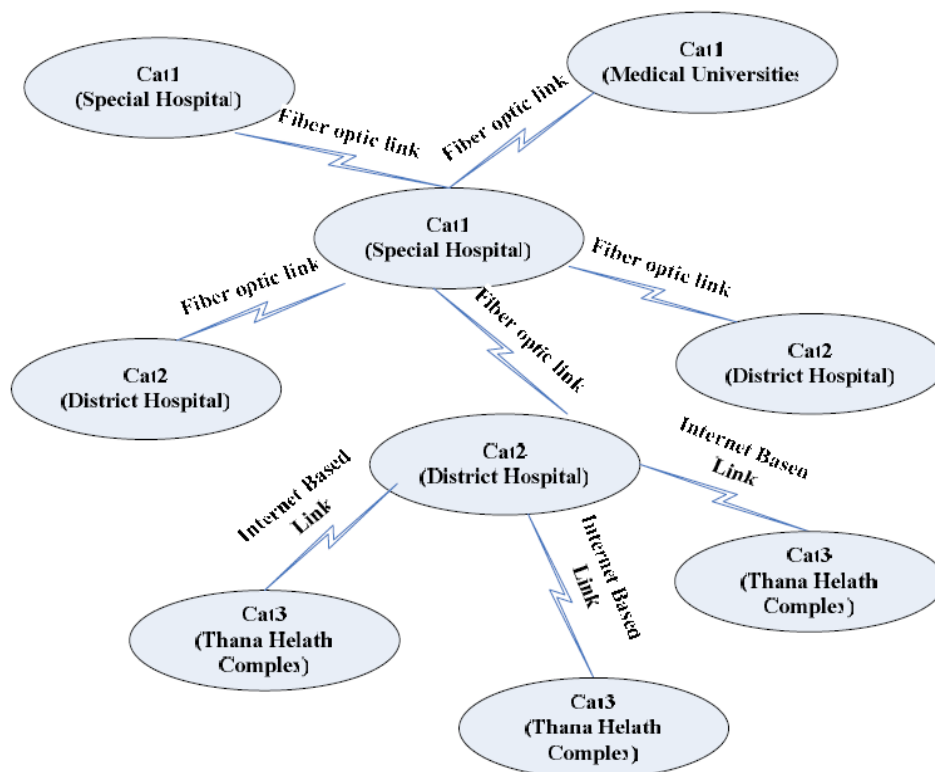 Cat1
(Special Hospital)
Cat1
(Medical Universities
Fiber optic link
Fiber optic link
Cat1
(Special Hospital)
Fiber optic link
Fiber optic link
Fiber optic link
Cat2
(District Hospital)
Cat2
(District Hospital)
Cat2
(District Hospital)
Internet Based
Link
Internet Based
Link
Internet Based
Link
Cat3
(Thana Helath
Complex)
Cat3
(Thana Helath
Complex)
Cat3
(Thana Helath
Complex)